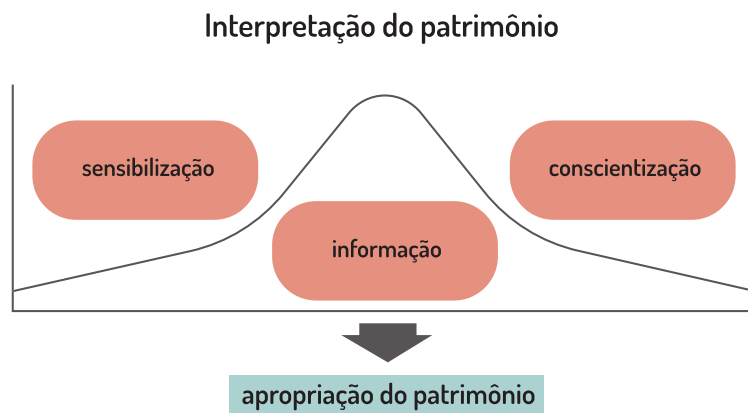 Interpretação do patrimônio
sensibilização
conscientização
informação
apropriação do patrimônio